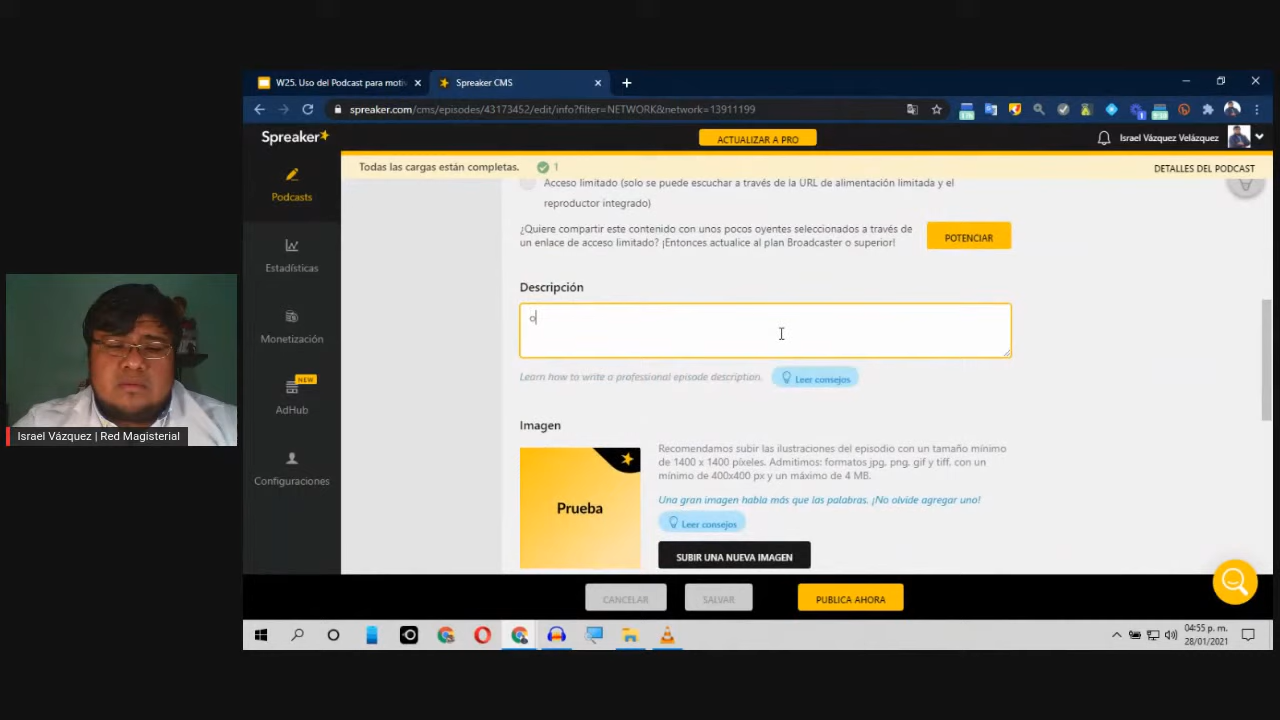 W25. Uso del Podcast para motiv
Spreaker CMS
spreaker.com/cms/episodes/43173452/edit/info?filter=NETWORK&network=13911199
Spreaker
ACTUALIZAR A PRO
Israel Vázquez Velázquez
Todas las cargas están completas.
1
DETALLES DEL PODCAST
Podcasts
Estadísticas
Monetización
NEW
AdHub
Configuraciones
Acceso limitado (solo se puede escuchar a través de la URL de alimentación limitada y el
reproductor integrado)
¿Quiere compartir este contenido con unos pocos oyentes seleccionados a través de
un enlace de acceso limitado? ¡Entonces actualice al plan Broadcaster o superior!
POTENCIAR
Descripción
o
Learn how to write a professional episode description.
Leer consejos
Imagen
Prueba
Recomendamos subir las ilustraciones del episodio con un tamaño mínimo
de 1400 x 1400 píxeles. Admitimos: formatos jpg, png, gif y tiff, con un
mínimo de 400x400 px y un máximo de 4 MB.
Una gran imagen habla más que las palabras. ¡No olvide agregar uno!
Leer consejos
SUBIR UNA NUEVA IMAGEN
CANCELAR
SALVAR
PUBLICA AHORA
Israel Vázquez | Red Magisterial
04:55 p. m.
28/01/2021